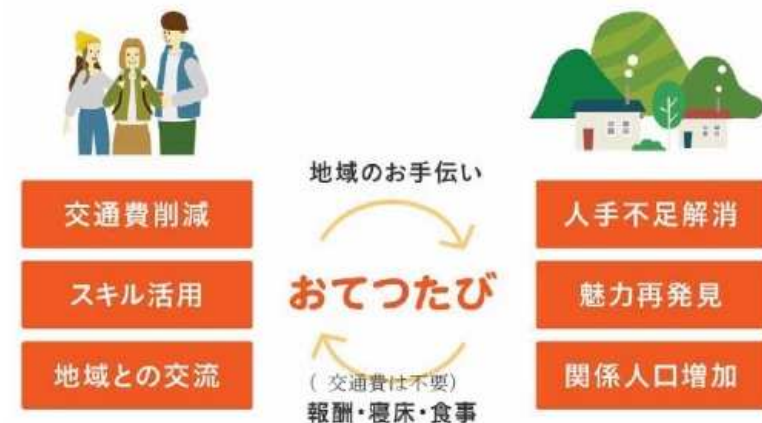 地域のお手伝い
交通費削減
スキル活用
地域との交流
おてつたび
( 交通費は不要)
報酬・寝床・食事
人手不足解消
魅力再発見
関係人口増加